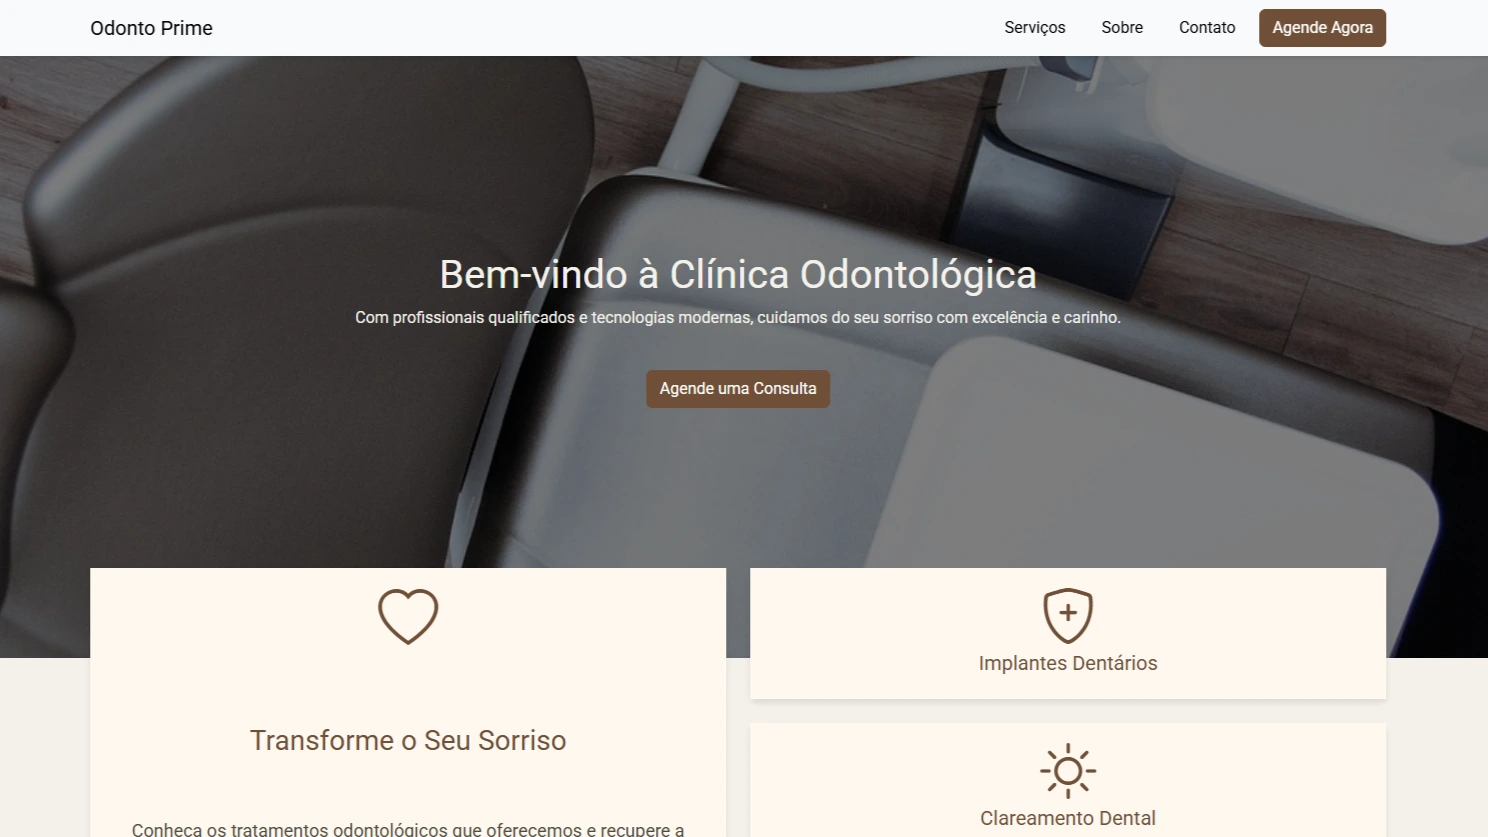 Odonto Prime
Serviços
Sobre
Contato
Agende Agora
Bem-vindo à Clínica Odontológica
Com profissionais qualificados e tecnologias modernas, cuidamos do seu sorriso com excelência e carinho.
Agende uma Consulta
Transforme o Seu Sorriso
Conheça os tratamentos odontológicos que oferecemos e recupere a
Implantes Dentários
Clareamento Dental